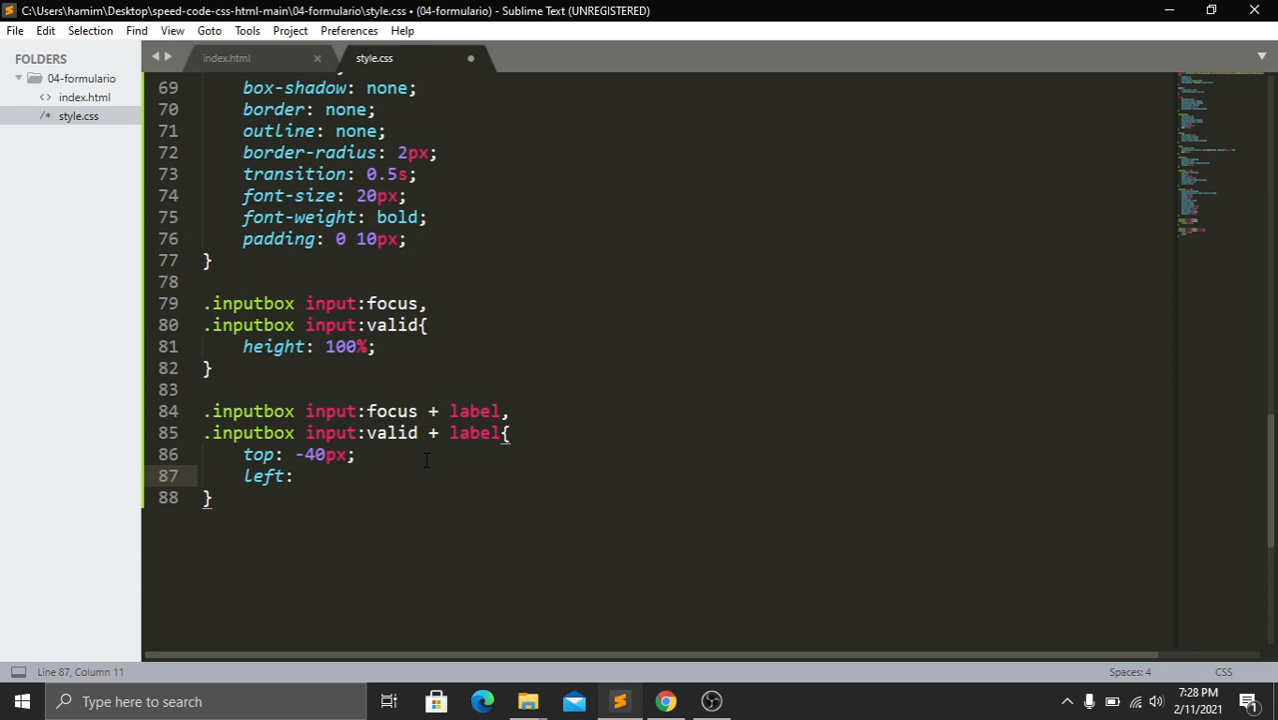 C:\Users\hamim\Desktop\speed-code-css-html-main\04-formulario\style.css • (04-formulario) - Sublime Text (UNREGISTERED)
File Edit Selection Find View Goto Tools Project Preferences Help
FOLDERS
04-formulario
<> index.html
/* style.css
index.html
style.css
69 box-shadow: none;
70 border: none;
71 outline: none;
72 border-radius: 2px;
73 transition: 0.5s;
74 font-size: 20px;
75 font-weight: bold;
76 padding: 0 10px;
77 }
78
79 .inputbox input:focus,
80 .inputbox input:valid{
81 height: 100%;
82 }
83
84 .inputbox input:focus + label,
85 .inputbox input:valid + label{
86 top: -40px;
87 left:
88 }
Line 87, Column 11
Spaces: 4
CSS
Type here to search
7:28 PM
2/11/2021
1